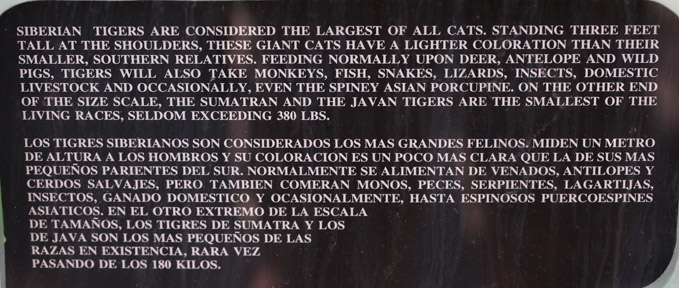 SIBERIAN TIGERS ARE CONSIDERED THE LARGEST OF ALL CATS. STANDING THREE FEET
TALL AT THE SHOULDERS, THESE GIANT CATS HAVE A LIGHTER COLORATION THAN THEIR
SMALLER, SOUTHERN RELATIVES. FEEDING NORMALLY UPON DEER, ANTELOPE AND WILD
PIGS, TIGERS WILL ALSO TAKE MONKEYS, FISH, SNAKES, LIZARDS, INSECTS, DOMESTIC
LIVESTOCK AND OCCASIONALLY, EVEN THE SPINEY ASIAN PORCUPINE. ON THE OTHER END
OF THE SIZE SCALE, THE SUMATRAN AND THE JAVAN TIGERS ARE THE SMALLEST OF THE
LIVING RACES, SELDOM EXCEEDING 380 LBS.
LOS TIGRES SIBERIANOS SON CONSIDERADOS LOS MAS GRANDES FELINOS. MIDEN UN METRO
DE ALTURA A LOS HOMBROS Y SU COLORACION ES UN POCO MAS CLARA QUE LA DE SUS MAS
PEQUEÑOS PARIENTES DEL SUR. NORMALMENTE SE ALIMENTAN DE VENADOS, ANTILOPES Y
CERDOS SALVAJES, PERO TAMBIEN COMERAN MONOS, PECES, SERPIENTES, LAGARTIJAS,
INSECTOS, GANADO DOMESTICO Y OCASIONALMENTE, HASTA ESPINOSOS PUERCOESPINES
ASIATICOS. EN EL OTRO EXTREMO DE LA ESCALA
DE TAMAÑOS, LOS TIGRES DE SUMATRA Y LOS
DE JAVA SON LOS MAS PEQUEÑOS DE LAS
RAZAS EN EXISTENCIA, RARA VEZ
PASANDO DE LOS 180 KILOS.